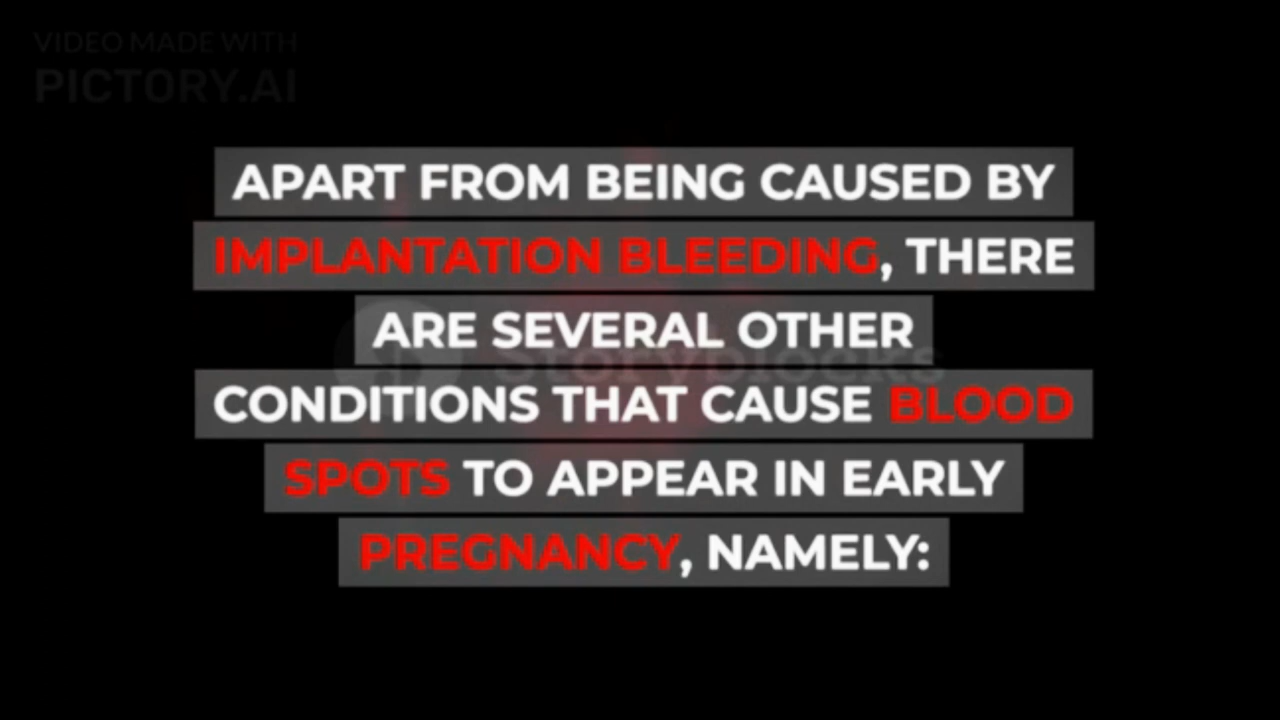 VIDEO MADE WITH
PICTORY.AI
APART FROM BEING CAUSED BY
IMPLANTATION BLEEDING, THERE
ARE SEVERAL OTHER
Storyblocks
CONDITIONS THAT CAUSE BLOOD
SPOTS TO APPEAR IN EARLY
PREGNANCY, NAMELY: